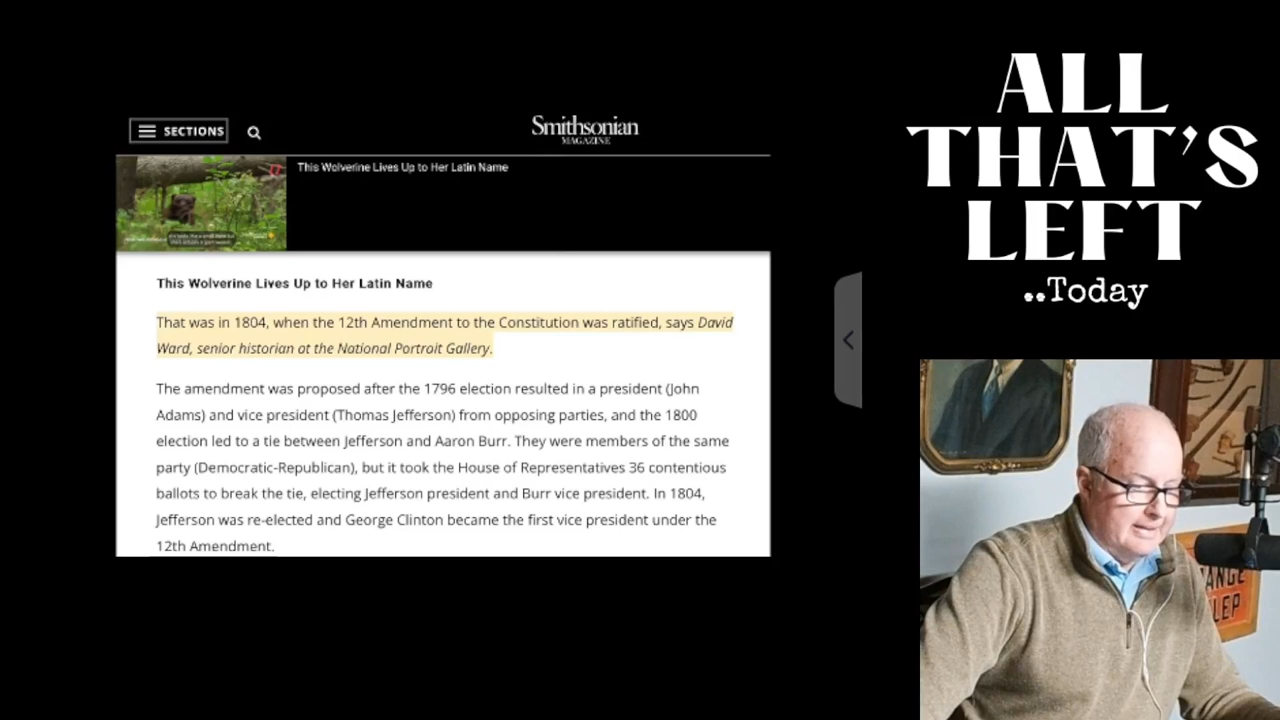 SECTIONS
Smithsonian
MAGAZINE
This Wolverine Lives Up to Her Latin Name
This Wolverine Lives Up to Her Latin Name
That was in 1804, when the 12th Amendment to the Constitution was ratified, says David
Ward, senior historian at the National Portrait Gallery.
The amendment was proposed after the 1796 election resulted in a president (John
Adams) and vice president (Thomas Jefferson) from opposing parties, and the 1800
election led to a tie between Jefferson and Aaron Burr. They were members of the same
party (Democratic-Republican), but it took the House of Representatives 36 contentious
ballots to break the tie, electing Jefferson president and Burr vice president. In 1804,
Jefferson was re-elected and George Clinton became the first vice president under the
12th Amendment.
ALL
THAT'S
LEFT
..Today